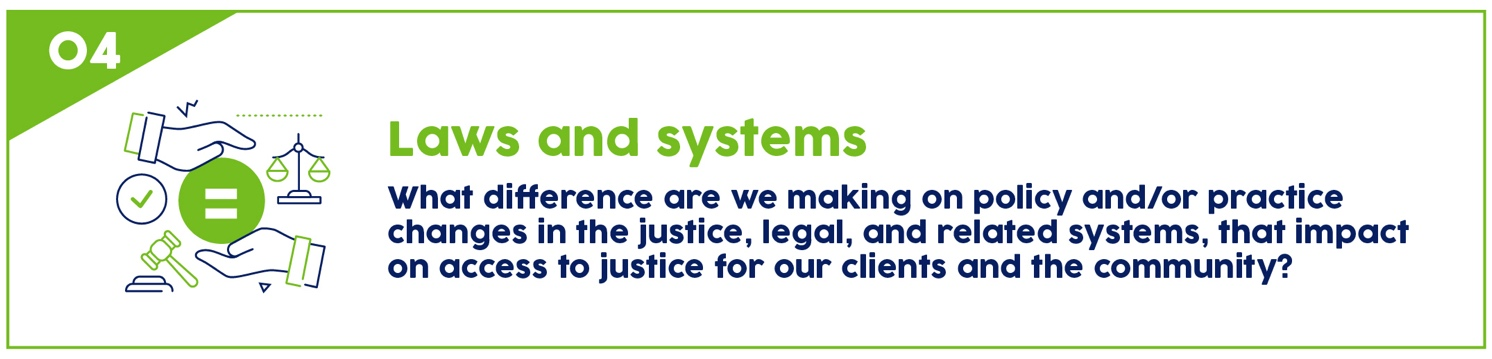 04
Laws and systems
What difference are we making on policy and/or practice
changes in the justice, legal, and related systems, that impact
on access to justice for our clients and the community?